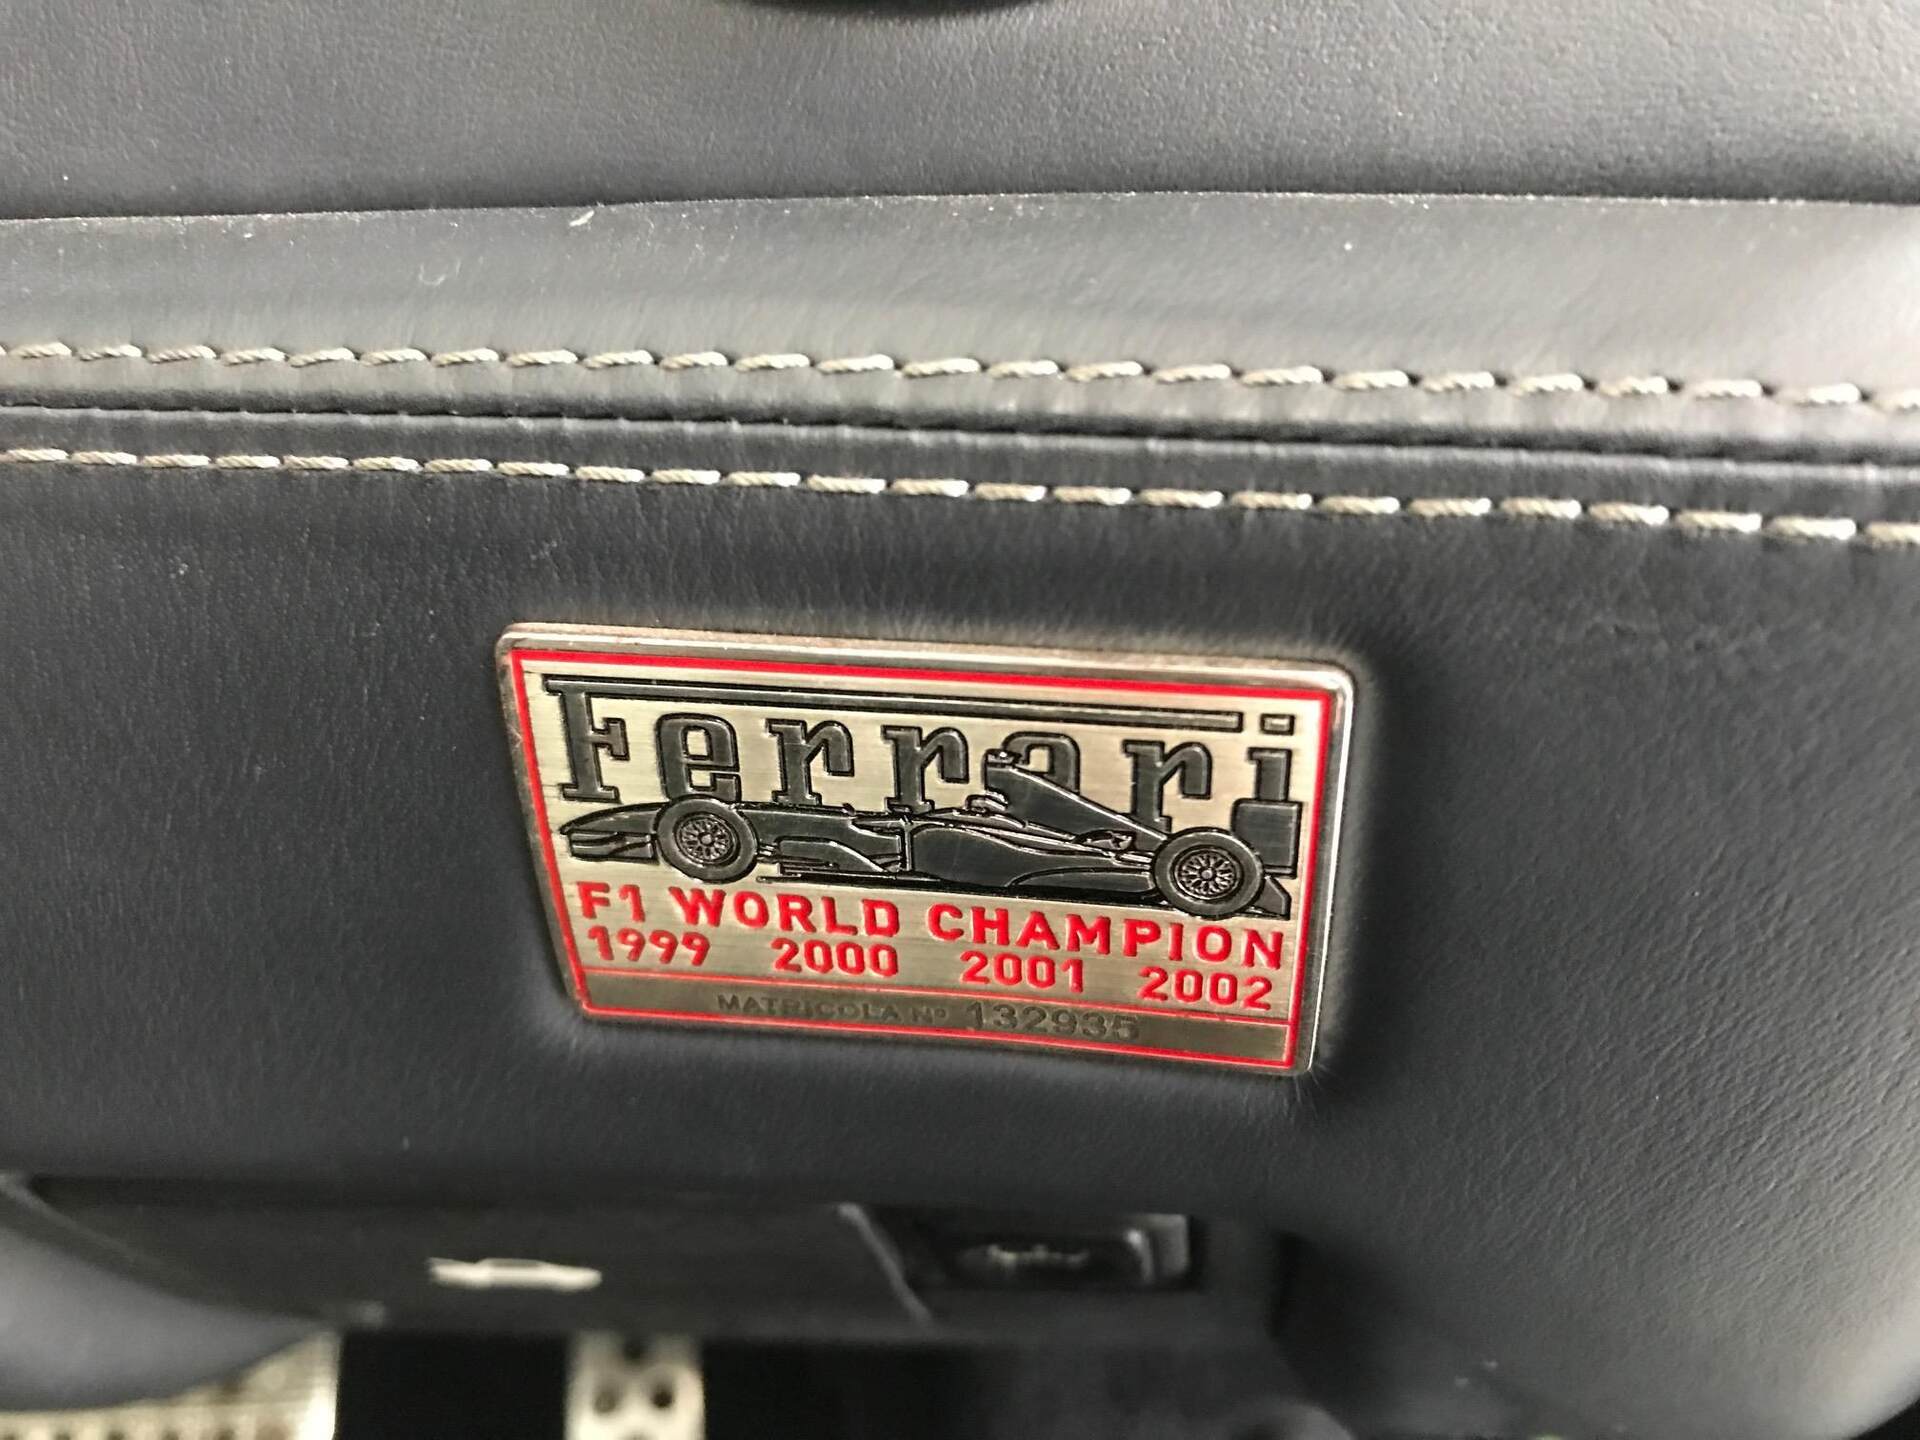 Ferrari
F1 WORLD CHAMPION
1999 2000 2001 2002
MATRICOLA Nº 132935